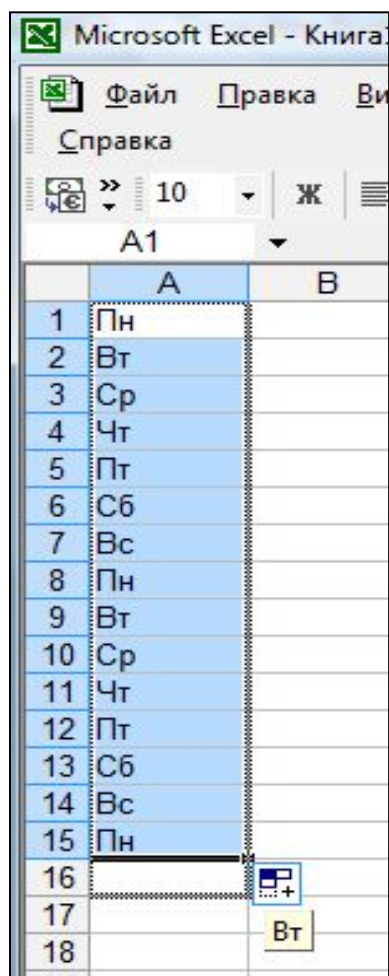 Microsoft Excel - Книга1
Файл Правка Ви
Справка
10 Ж
A1
A B
1 Пн
2 Вт
3 Ср
4 Чт
5 Пт
6 Сб
7 Вс
8 Пн
9 Вт
10 Ср
11 Чт
12 Пт
13 Сб
14 Вс
15 Пн
16
17
Вт
18